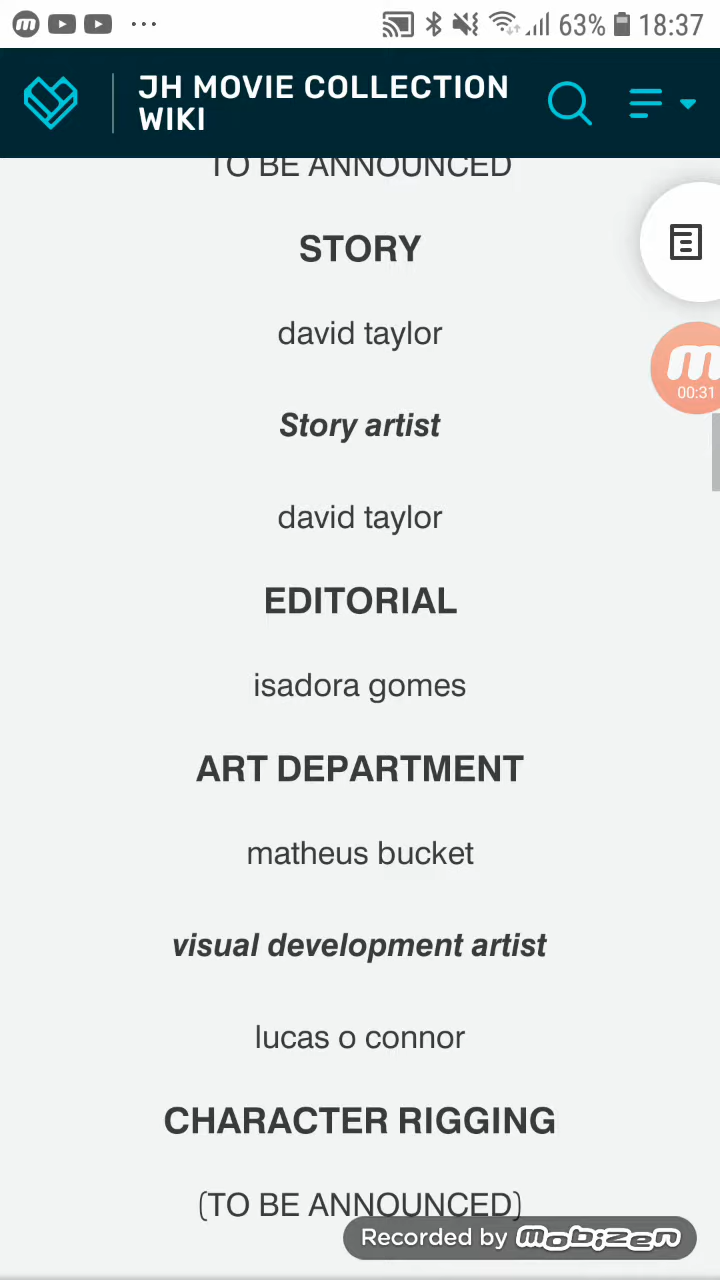 63% 18:37
JH MOVIE COLLECTION
WIKI
TO BE ANNOUNCED
STORY
david taylor
00:31
Story artist
david taylor
EDITORIAL
isadora gomes
ART DEPARTMENT
matheus bucket
visual development artist
lucas o connor
CHARACTER RIGGING
(TO BE ANNOUNCED)
Recorded by mobizen